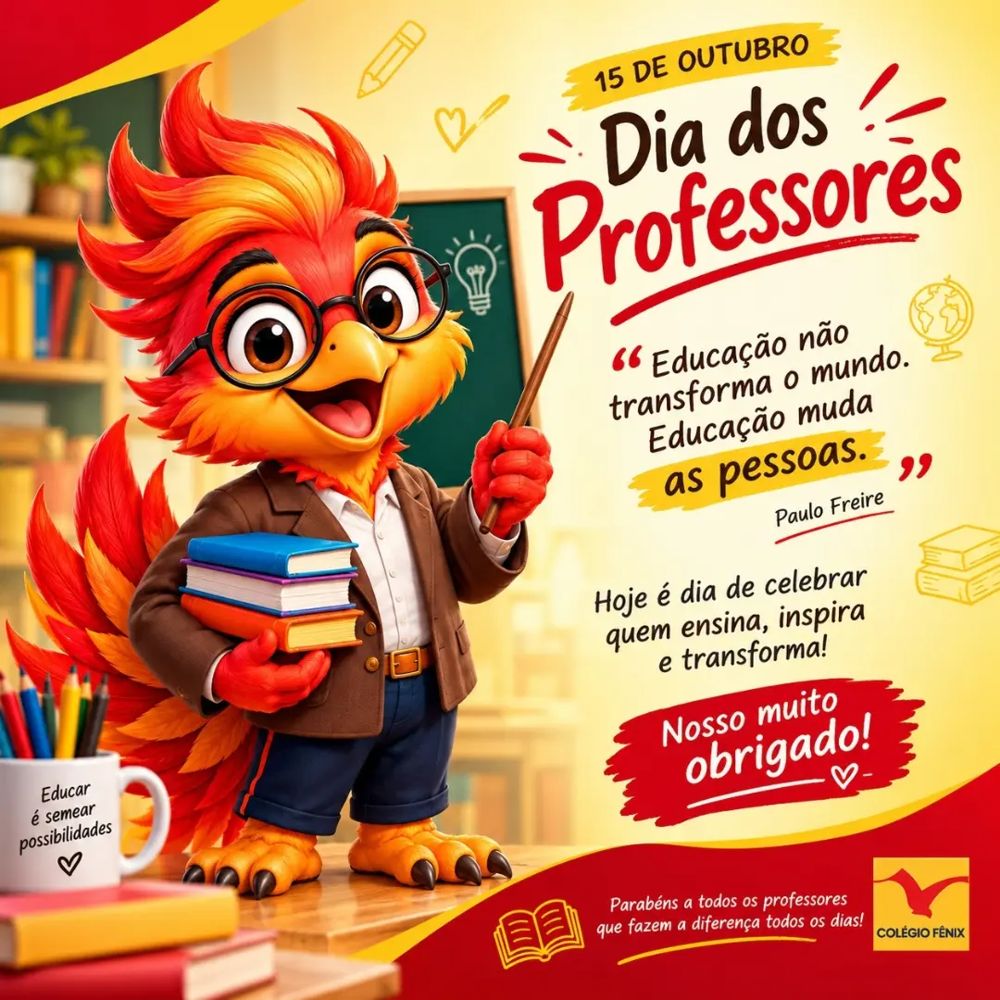 15 DE OUTUBRO
Dia dos
Professores
“ Educação não
transforma o mundo.
Educação muda
as pessoas. ”
Paulo Freire
Hoje é dia de celebrar
quem ensina, inspira
e transforma!
Nosso muito
obrigado!
Educar
é semear
possibilidades
Parabéns a todos os professores
que fazem a diferença todos os dias!
COLÉGIO FÊNIX